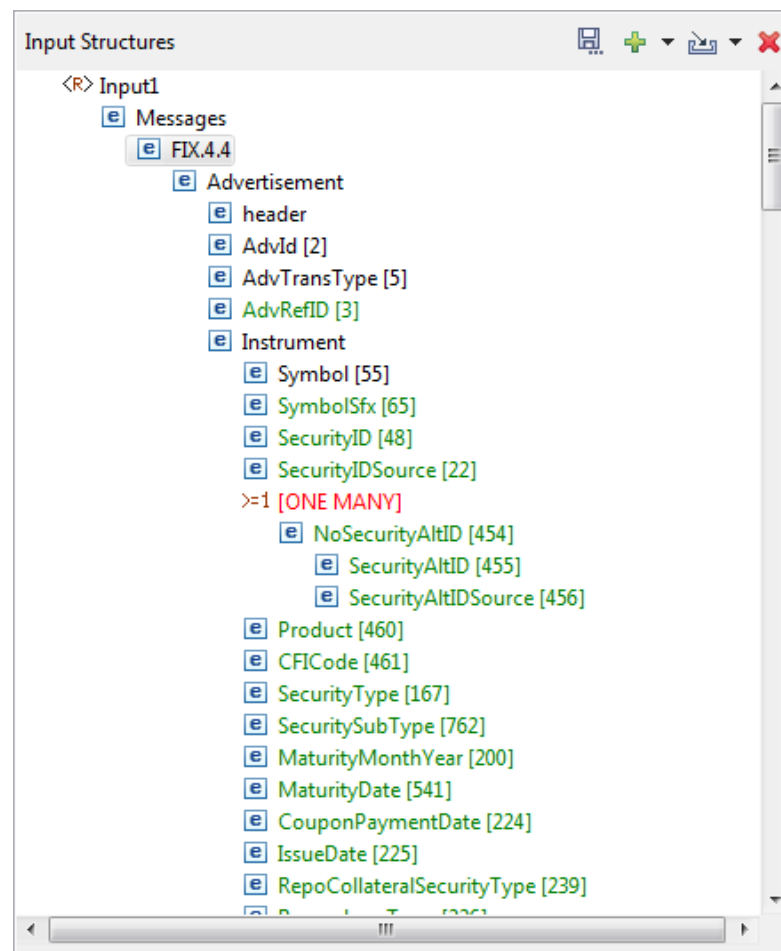 Input Structures
<R> Input1
e Messages
e FIX.4.4
e Advertisement
e header
e AdvId [2]
e AdvTransType [5]
e AdvRefID [3]
e Instrument
e Symbol [55]
e SymbolSfx [65]
e SecurityID [48]
e SecurityIDSource [22]
>=1 [ONE MANY]
e NoSecurityAltID [454]
e SecurityAltID [455]
e SecurityAltIDSource [456]
e Product [460]
e CFICode [461]
e SecurityType [167]
e SecuritySubType [762]
e MaturityMonthYear [200]
e MaturityDate [541]
e CouponPaymentDate [224]
e IssueDate [225]
e RepoCollateralSecurityType [239]